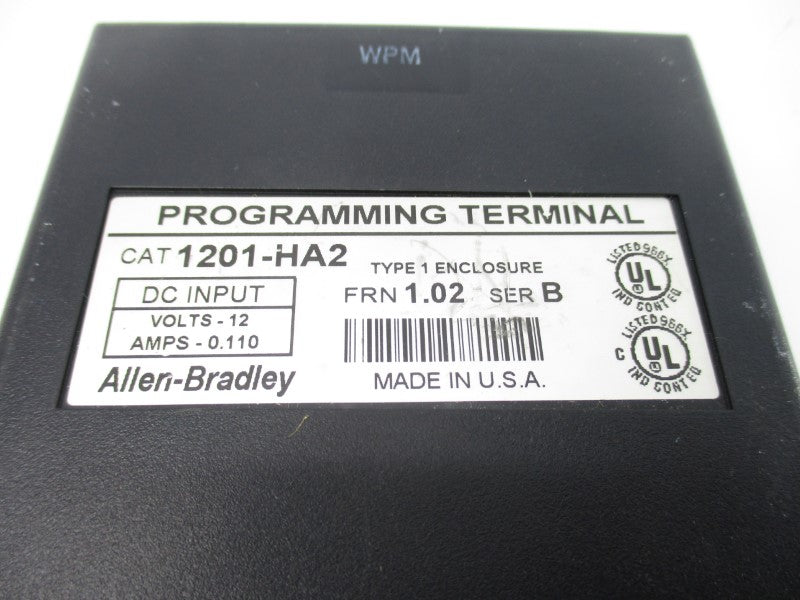 WPM
PROGRAMMING TERMINAL
CAT 1201-HA2 TYPE 1 ENCLOSURE
DC INPUT
FRN 1.02 SER B
VOLTS - 12
AMPS - 0.110
Allen-Bradley
MADE IN U.S.A.
LISTED 966X
UL
IND CONT EQ
LISTED 966X
C UL
IND CONT EQ